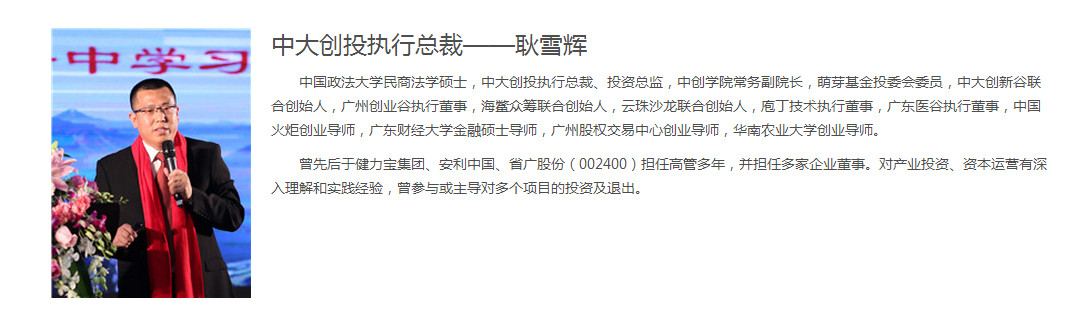 中学习
中大创投执行总裁——耿雪辉
中国政法大学民商法学硕士，中大创投执行总裁、投资总监，中创学院常务副院长，萌芽基金投委会委员，中大创新谷联
合创始人，广州创业谷执行董事，海鳌众筹联合创始人，云珠沙龙联合创始人，庖丁技术执行董事，广东医谷执行董事，中国
火炬创业导师，广东财经大学金融硕士导师，广州股权交易中心创业导师，华南农业大学创业导师。
曾先后于健力宝集团、安利中国、省广股份（002400）担任高管多年，并担任多家企业董事。对产业投资、资本运营有深
入理解和实践经验，曾参与或主导对多个项目的投资及退出。